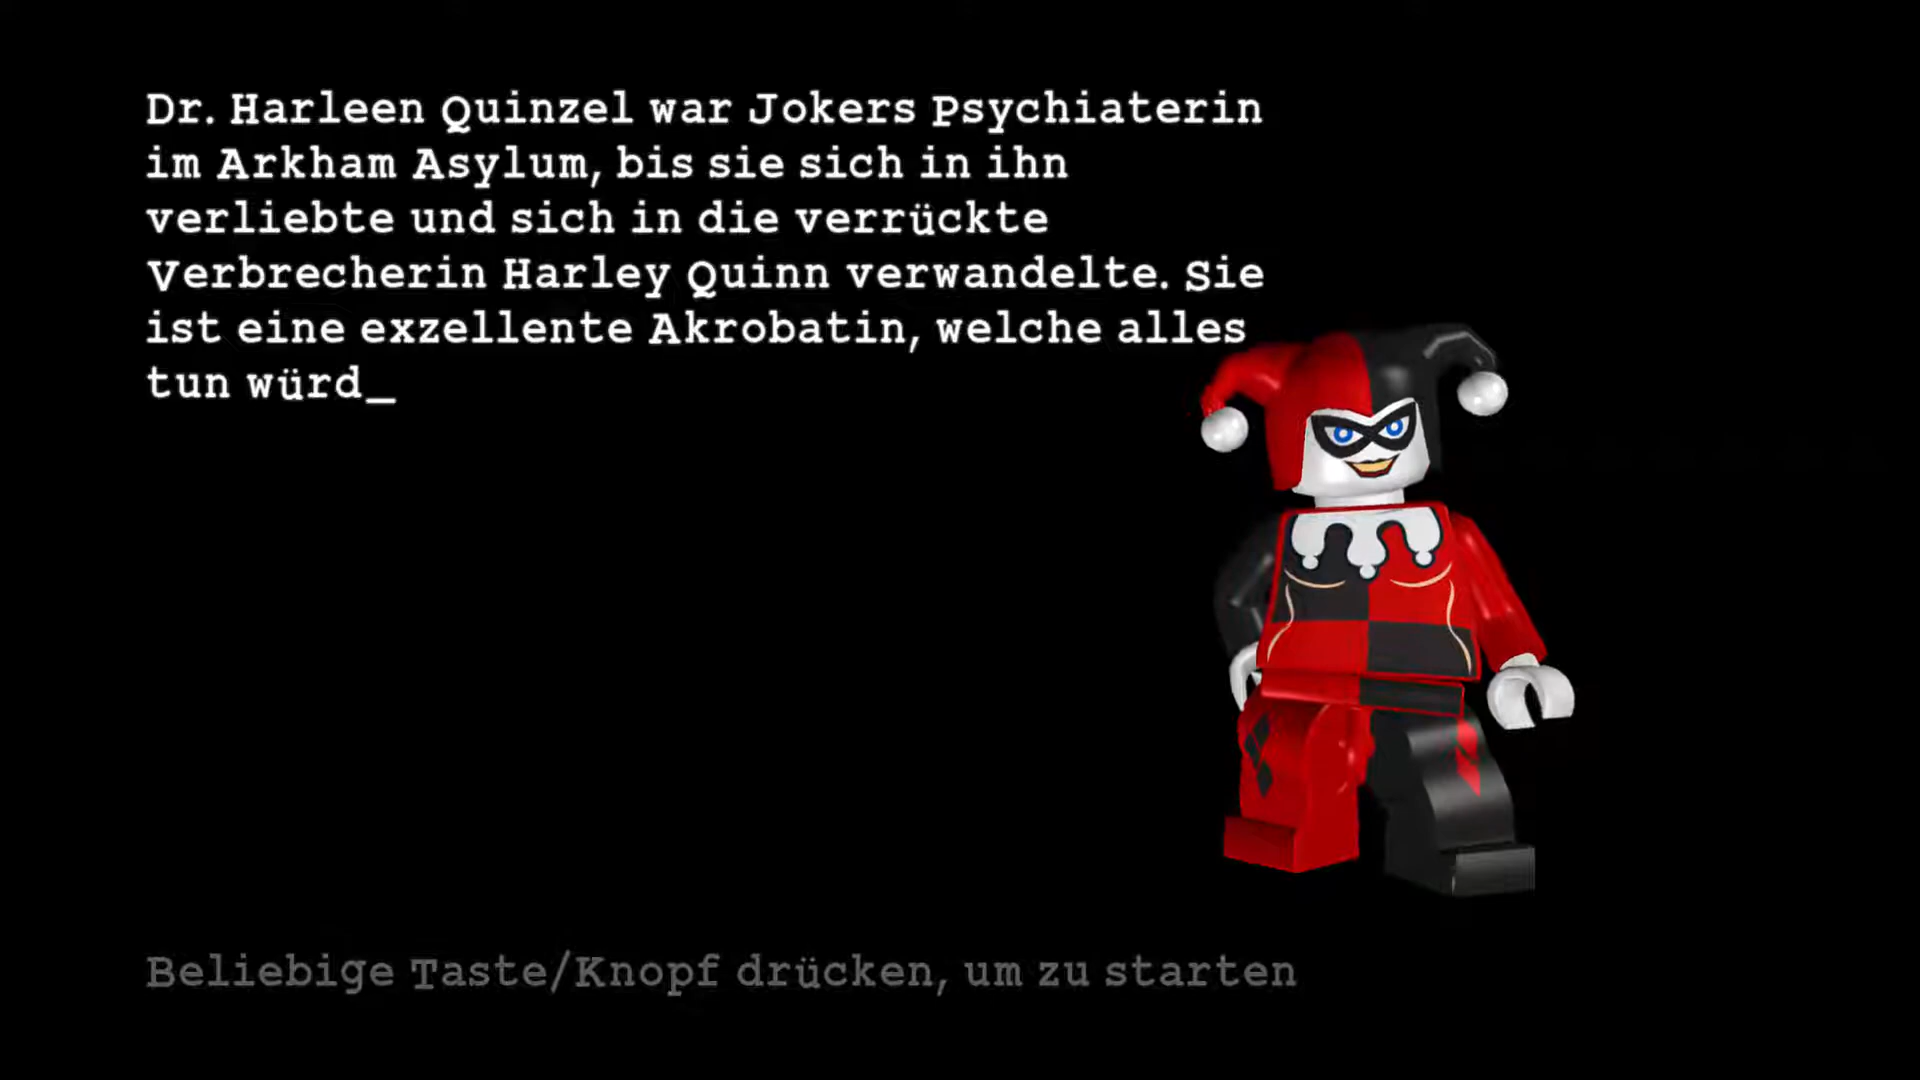 Dr. Harleen Quinzel war Jokers Psychiaterin
im Arkham Asylum, bis sie sich in ihn
verliebte und sich in die verrückte
Verbrecherin Harley Quinn verwandelte. Sie
ist eine exzellente Akrobatin, welche alles
tun würd_
Beliebige Taste/Knopf drücken, um zu starten